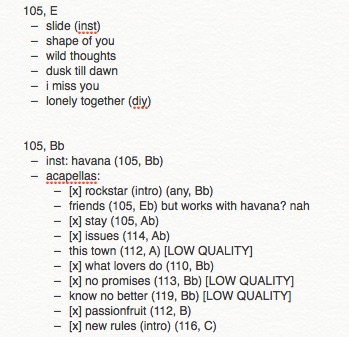 105, E
– slide (inst)
– shape of you
– wild thoughts
– dusk till dawn
– i miss you
– lonely together (diy)
105, Bb
– inst: havana (105, Bb)
– acapellas:
– [x] rockstar (intro) (any, Bb)
– friends (105, Eb) but works with havana? nah
– [x] stay (105, Ab)
– [x] issues (114, Ab)
– this town (112, A) [LOW QUALITY]
– [x] what lovers do (110, Bb)
– [x] no promises (113, Bb) [LOW QUALITY]
– know no better (119, Bb) [LOW QUALITY]
– [x] passionfruit (112, B)
– [x] new rules (intro) (116, C)